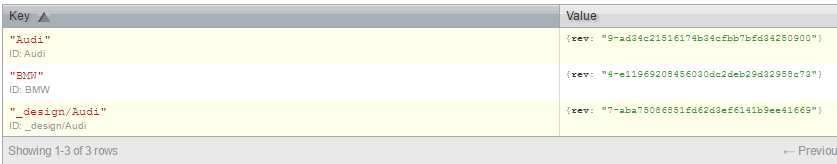 Key Value
"Audi" {rev: "9-ad34c21516174b34cfbb7bfd34250900"}
ID: Audi
"BMW" {rev: "4-e11969208456030dc2deb29d32958c73"}
ID: BMW
"_design/Audi" {rev: "7-aba75086851fd62d3ef6141b9ee41669"}
ID: _design/Audi
Showing 1-3 of 3 rows ← Previou